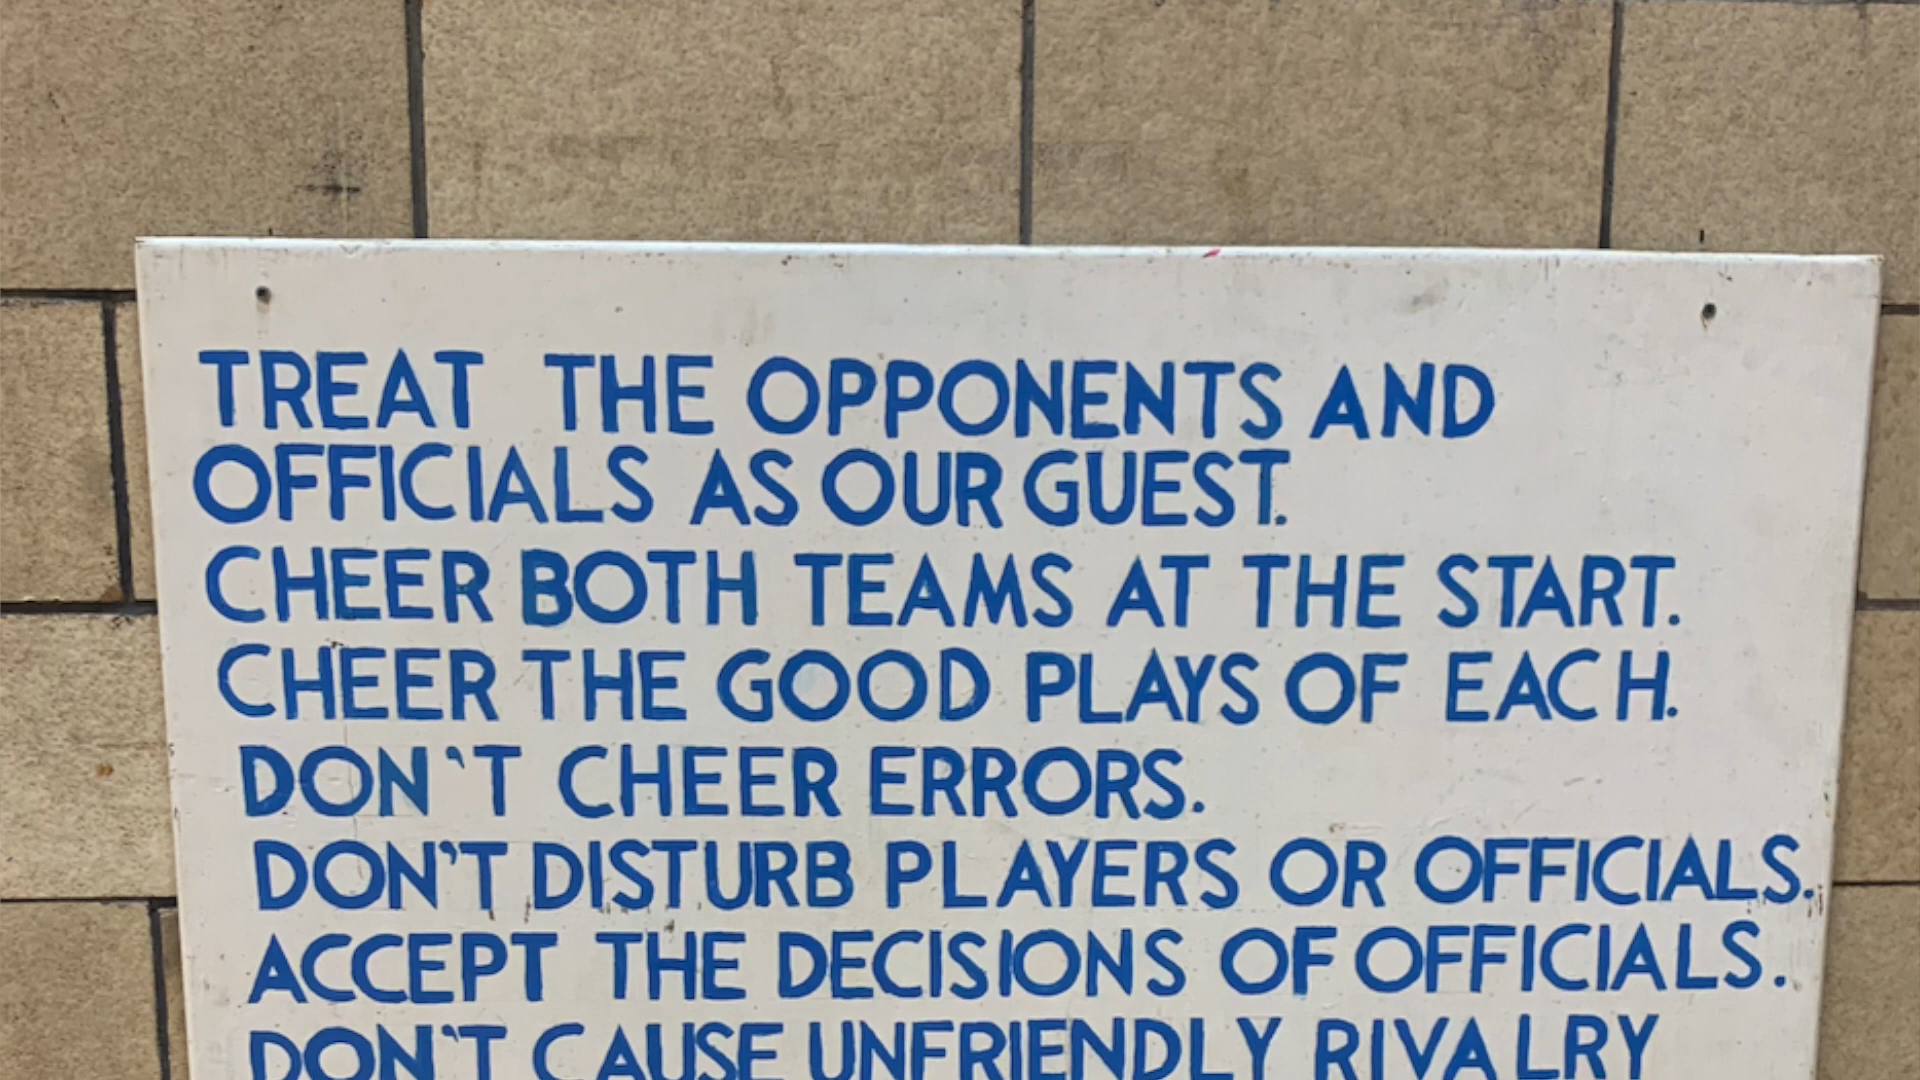 TREAT THE OPPONENTS AND
OFFICIALS AS OUR GUEST.
CHEER BOTH TEAMS AT THE START.
CHEER THE GOOD PLAYS OF EACH.
DON'T CHEER ERRORS.
DON'T DISTURB PLAYERS OR OFFICIALS.
ACCEPT THE DECISIONS OF OFFICIALS.
DON'T CAUSE UNFRIENDLY RIVALRY